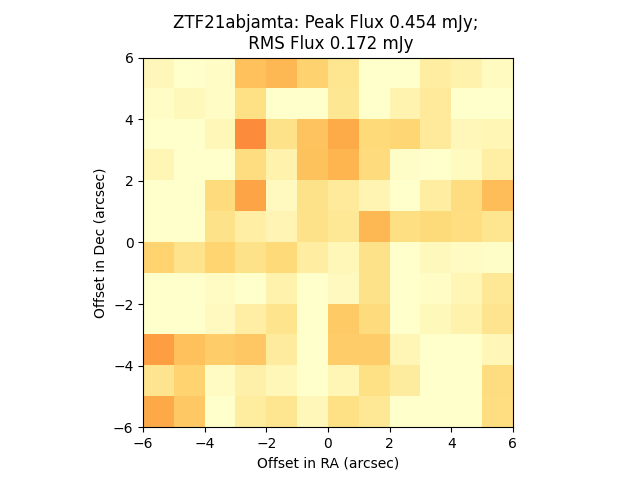 ZTF21abjamta: Peak Flux 0.454 mJy;
RMS Flux 0.172 mJy
6
4
2
0
−2
−4
−6
Offset in Dec (arcsec)
−6 −4 −2 0 2 4 6
Offset in RA (arcsec)